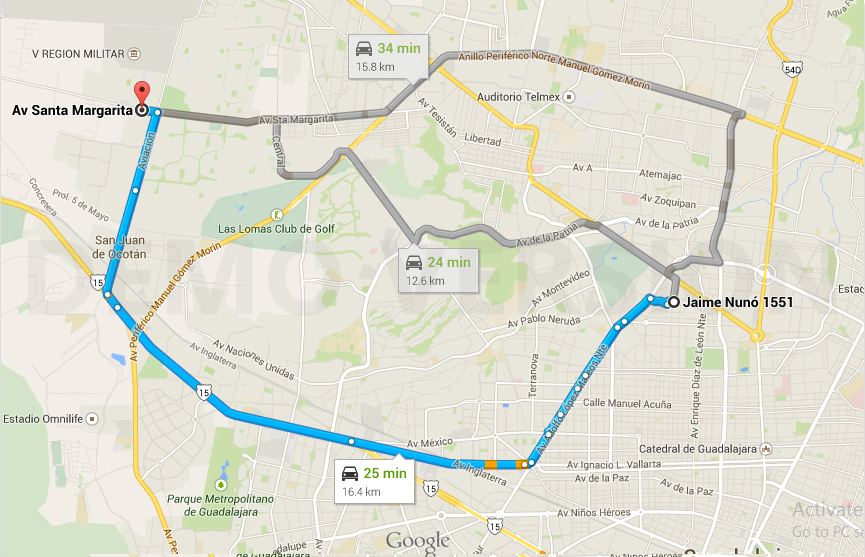 V REGION MILITAR
34 min
15.8 km
Anillo Periférico Norte Manuel Gómez Morin
54D
Auditorio Telmex
Av Santa Margarita
Av Sta Margarita
Av Tesistán
Libertad
Aviación
Central
Av A
Atemajac
Concretera
Prol. 5 de Mayo
Av Zoquipan
Las Lomas Club de Golf
Av de la Patria
Av de la Patria
San Juan
de Ocotán
24 min
12.6 km
15
Av Periférico Manuel Gómez Morin
Av Montevideo
Jaime Nunó 1551
Av Pablo Neruda
Av Inglaterra
Av Naciones Unidas
Terranova
Av Adolfo López Mateos Nte
Av Enrique Díaz de León Nte
15
Calle Manuel Acuña
Estadio Omnilife
Av México
Catedral de Guadalajara
25 min
16.4 km
Av Inglaterra
Av Ignacio L. Vallarta
Av de la Paz
Av de la Paz
15
Parque Metropolitano
de Guadalajara
Av Niños Héroes
15
Google
Av Niños Héroes
Activate
Go to PC s